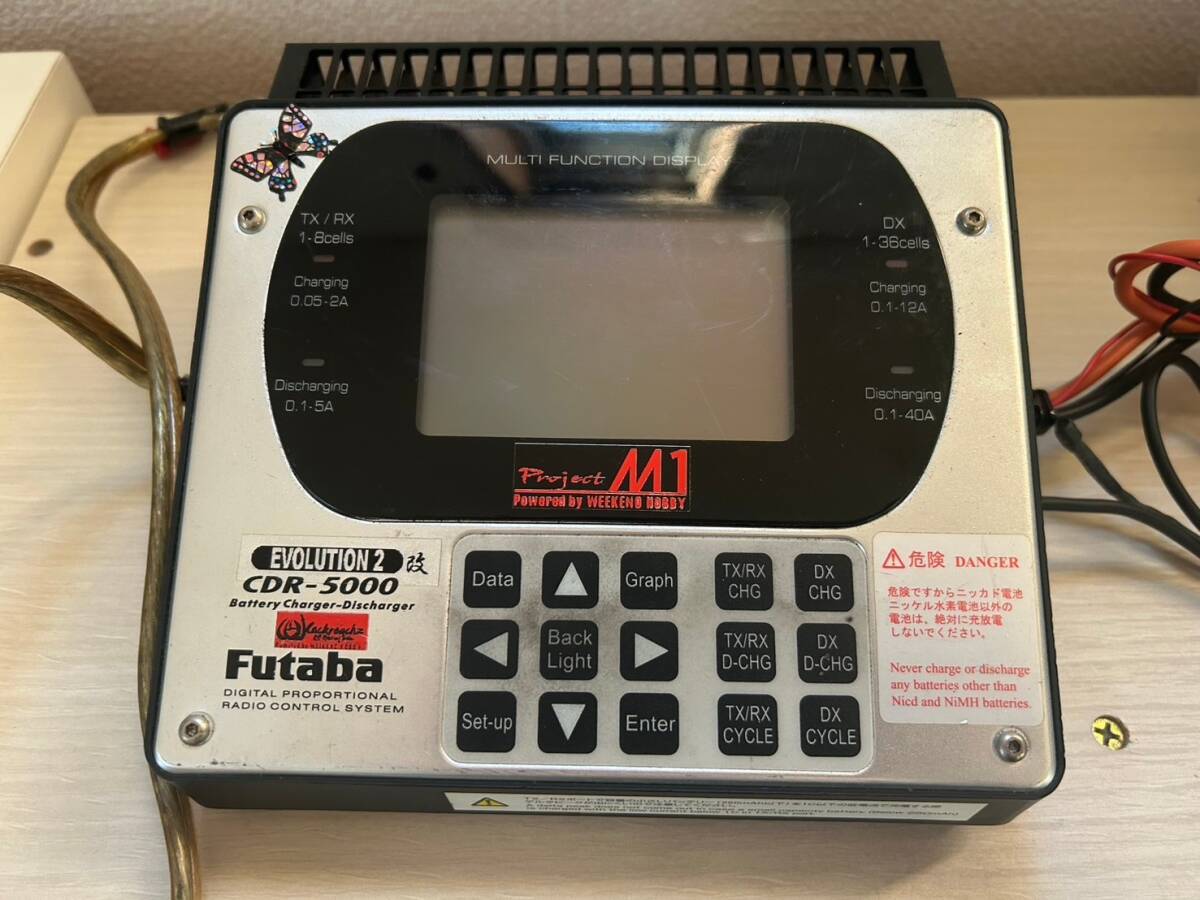 MULTI FUNCTION DISPLAY
TX / RX
1-8cells
Charging
0.05-2A
Discharging
0.1-5A
DX
1-36cells
Charging
0.1-12A
Discharging
0.1-40A
Project M1
Powered by WEEKEND HOBBY
EVOLUTION 2 改
CDR-5000
Battery Charger-Discharger
Futaba
DIGITAL PROPORTIONAL
RADIO CONTROL SYSTEM
Data
Graph
TX/RX CHG
DX CHG
Back Light
TX/RX D-CHG
DX D-CHG
Set-up
Enter
TX/RX CYCLE
DX CYCLE
危険 DANGER
危険ですからニッカド電池
ニッケル水素電池以外の
電池は、絶対に充放電
しないでください。
Never charge or discharge
any batteries other than
Nicd and NiMH batteries.